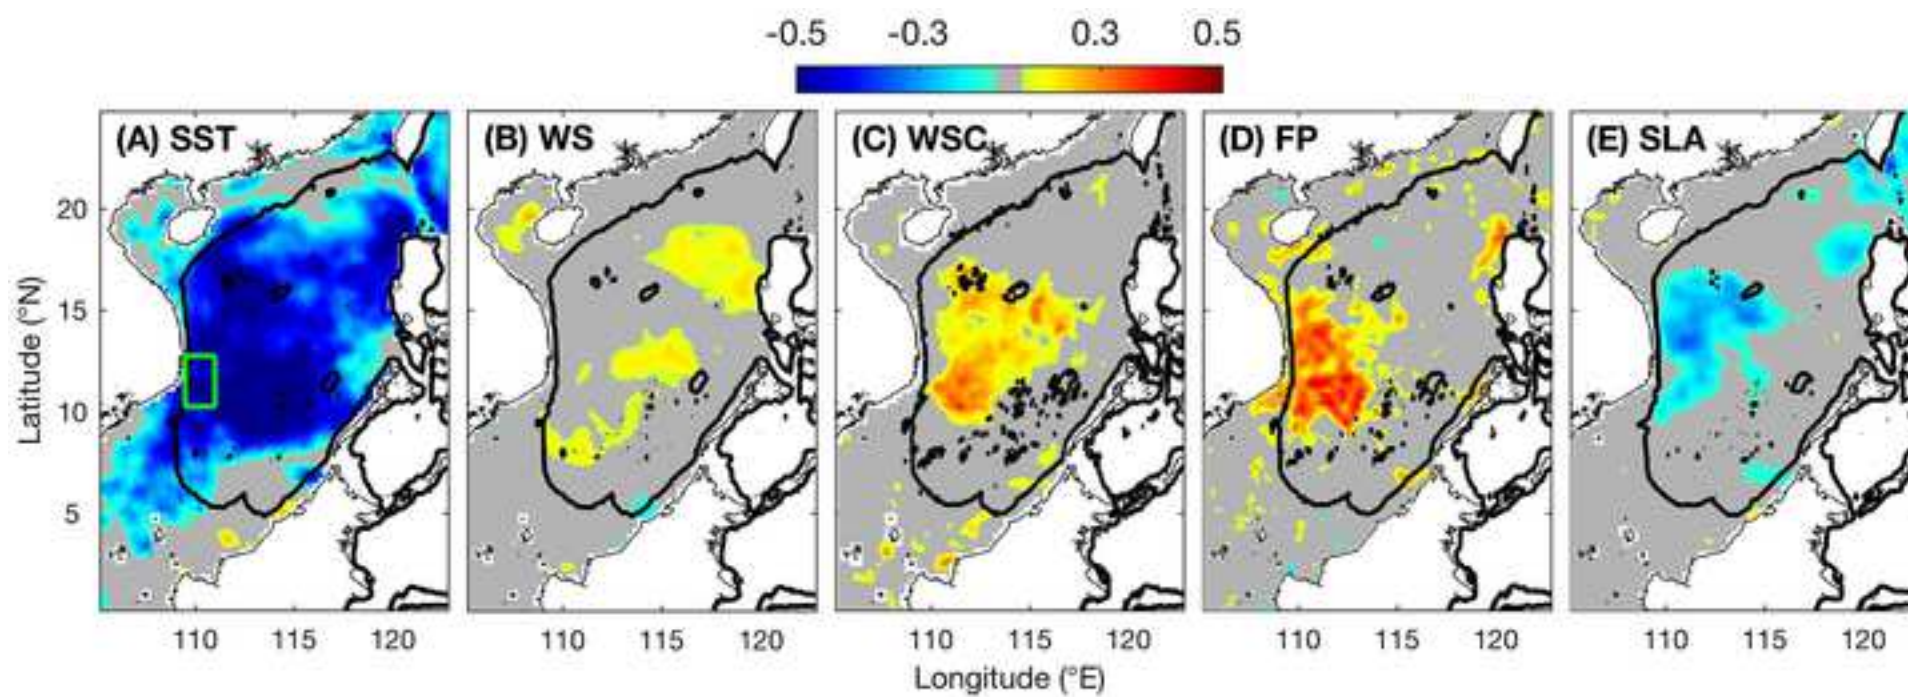 -0.5 -0.3 0.3 0.5
(A) SST (B) WS (C) WSC (D) FP (E) SLA
Latitude (°N)
20
15
10
5
110 115 120 110 115 120 110 115 120 110 115 120 110 115 120
Longitude (°E)